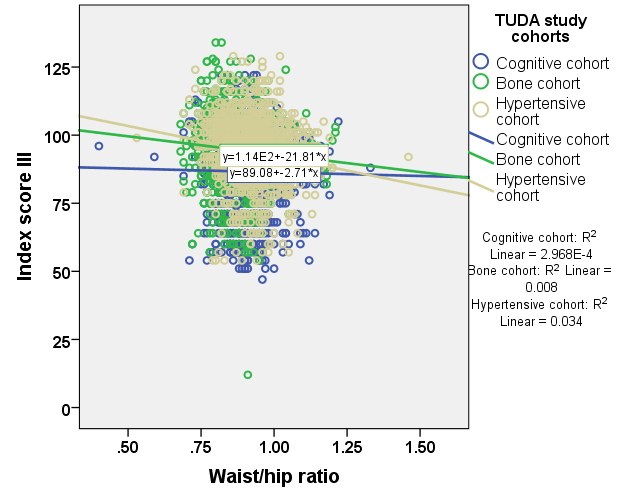 TUDA study
cohorts
Cognitive cohort
Bone cohort
Hypertensive
cohort
Cognitive cohort
Bone cohort
Hypertensive
cohort
Cognitive cohort: R2
Linear = 2.968E-4
Bone cohort: R2 Linear =
0.008
Hypertensive cohort: R2
Linear = 0.034
Index score III
125
100
75
50
25
0
y=1.14E2+-21.81*x
y=89.08+-2.71*x
.50 .75 1.00 1.25 1.50
Waist/hip ratio